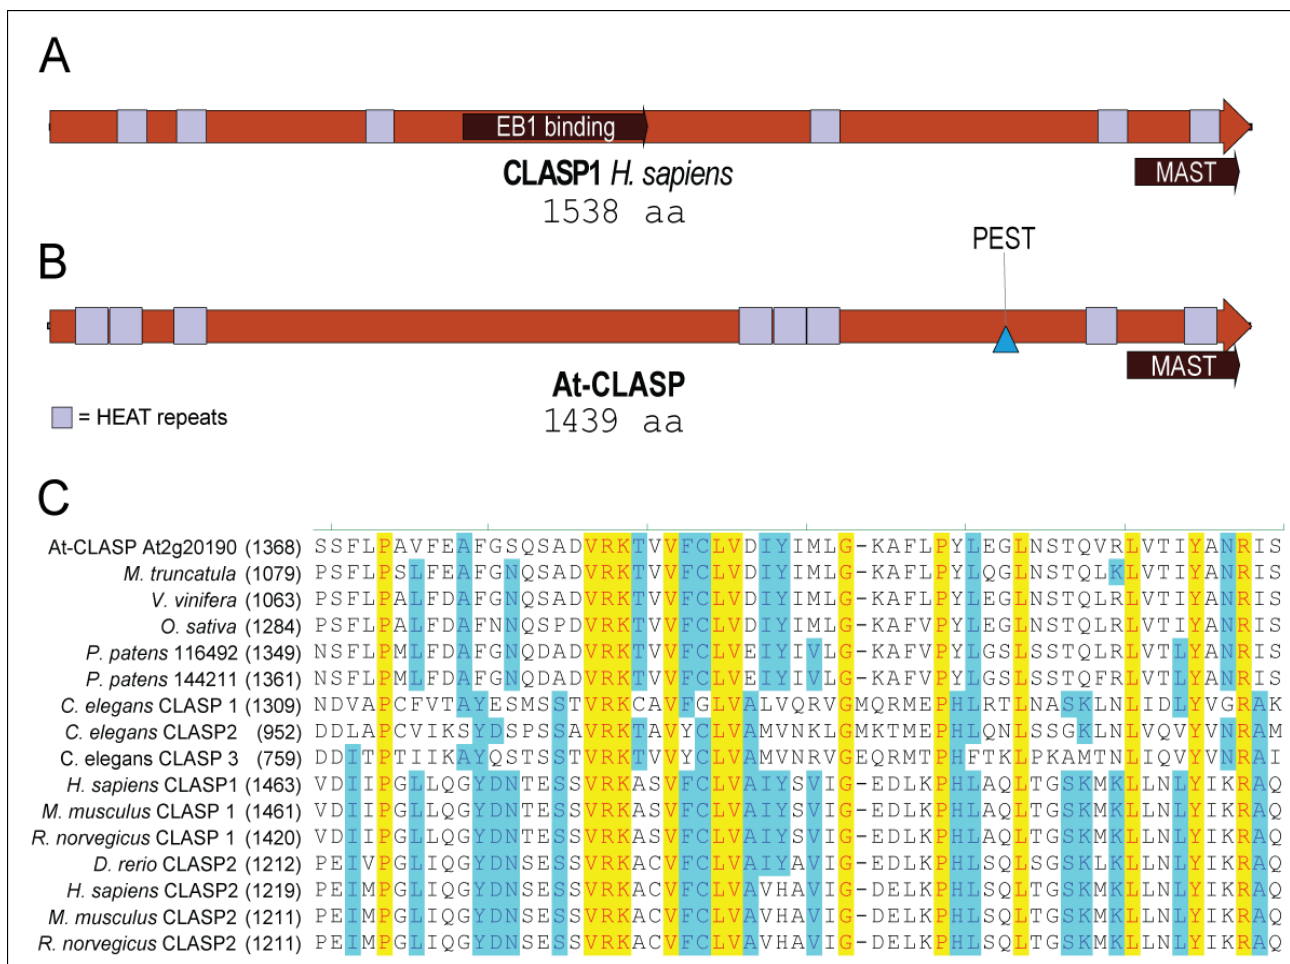 A
EB1 binding
CLASP1 H. sapiens
1538 aa
MAST
B
PEST
At-CLASP
1439 aa
MAST
= HEAT repeats
C
At-CLASP At2g20190 (1368) SSFLPAVFEAFGSQSADVRKTVVFCLVDIYIMLG-KAFLPYLEGLNSTQVRLVTIYANRIS
M. truncatula (1079) PSFLPSLFEAFGNQSADVRKTVVFCLVDIYIMLG-KAFLPYLQGLNSTQLKLVTIYANRIS
V. vinifera (1063) PSFLPALFDAFGNQSADVRKTVVFCLVDIYIMLG-KAFLPYLEGLNSTQLRLVTIYANRIS
O. sativa (1284) PSFLPALFDAFNNQSPDVRKTVVFCLVDIYIMLG-KAFVPYLEGLNSTQLRLVTIYANRIS
P. patens 116492 (1349) NSFLPMLFDAFGNQDADVRKTVVFCLVEIYIVLG-KAFVPYLGSLSSTQLRLVTLYANRIS
P. patens 144211 (1361) NSFLPMLFDAFGNQDADVRKTVVFCLVEIYIVLG-KAFVPYLGSLSSTQFRLVTLYANRIS
C. elegans CLASP 1 (1309) NDVAPCFVTAYESMSSTVRKCAVFGLVALVQRVGMQRMEPHLRTLNASKLNLIDLYVGRAK
C. elegans CLASP2 (952) DDLAPCVIKSYDSPSSAVRKTAVYCLVAMVNKLGMKTMEPHLQNLSSGKLNLVQVYVNRAM
C. elegans CLASP 3 (759) DDITPTIIKAYQSTSSTVRKTVVYCLVAMVNRVGEQRMTPHFTKLPKAMTNLIQVYVNRAI
H. sapiens CLASP1 (1463) VDIIPGLLQGYDNTESSVRKASVFCLVAIYSVIG-EDLKPHLAQLTGSKMKLLNLYIKRAQ
M. musculus CLASP 1 (1461) VDIIPGLLQGYDNTESSVRKASVFCLVAIYSVIG-EDLKPHLAQLTGSKMKLLNLYIKRAQ
R. norvegicus CLASP 1 (1420) VDIIPGLLQGYDNTESSVRKASVFCLVAIYSVIG-EDLKPHLAQLTGSKMKLLNLYIKRAQ
D. rerio CLASP2 (1212) PEIVPGLIQGYDNSESSVRKACVFCLVAIYAVIG-EDLKPHLSQLSGSKLKLLNLYIKRAQ
H. sapiens CLASP2 (1219) PEIMPGLIQGYDNSESSVRKACVFCLVAVHAVIG-DELKPHLSQLTGSKMKLLNLYIKRAQ
M. musculus CLASP2 (1211) PEIMPGLIQGYDNSESSVRKACVFCLVAVHAVIG-DELKPHLSQLTGSKMKLLNLYIKRAQ
R. norvegicus CLASP2 (1211) PEIMPGLIQGYDNSESSVRKACVFCLVAVHAVIG-DELKPHLSQLTGSKMKLLNLYIKRAQ